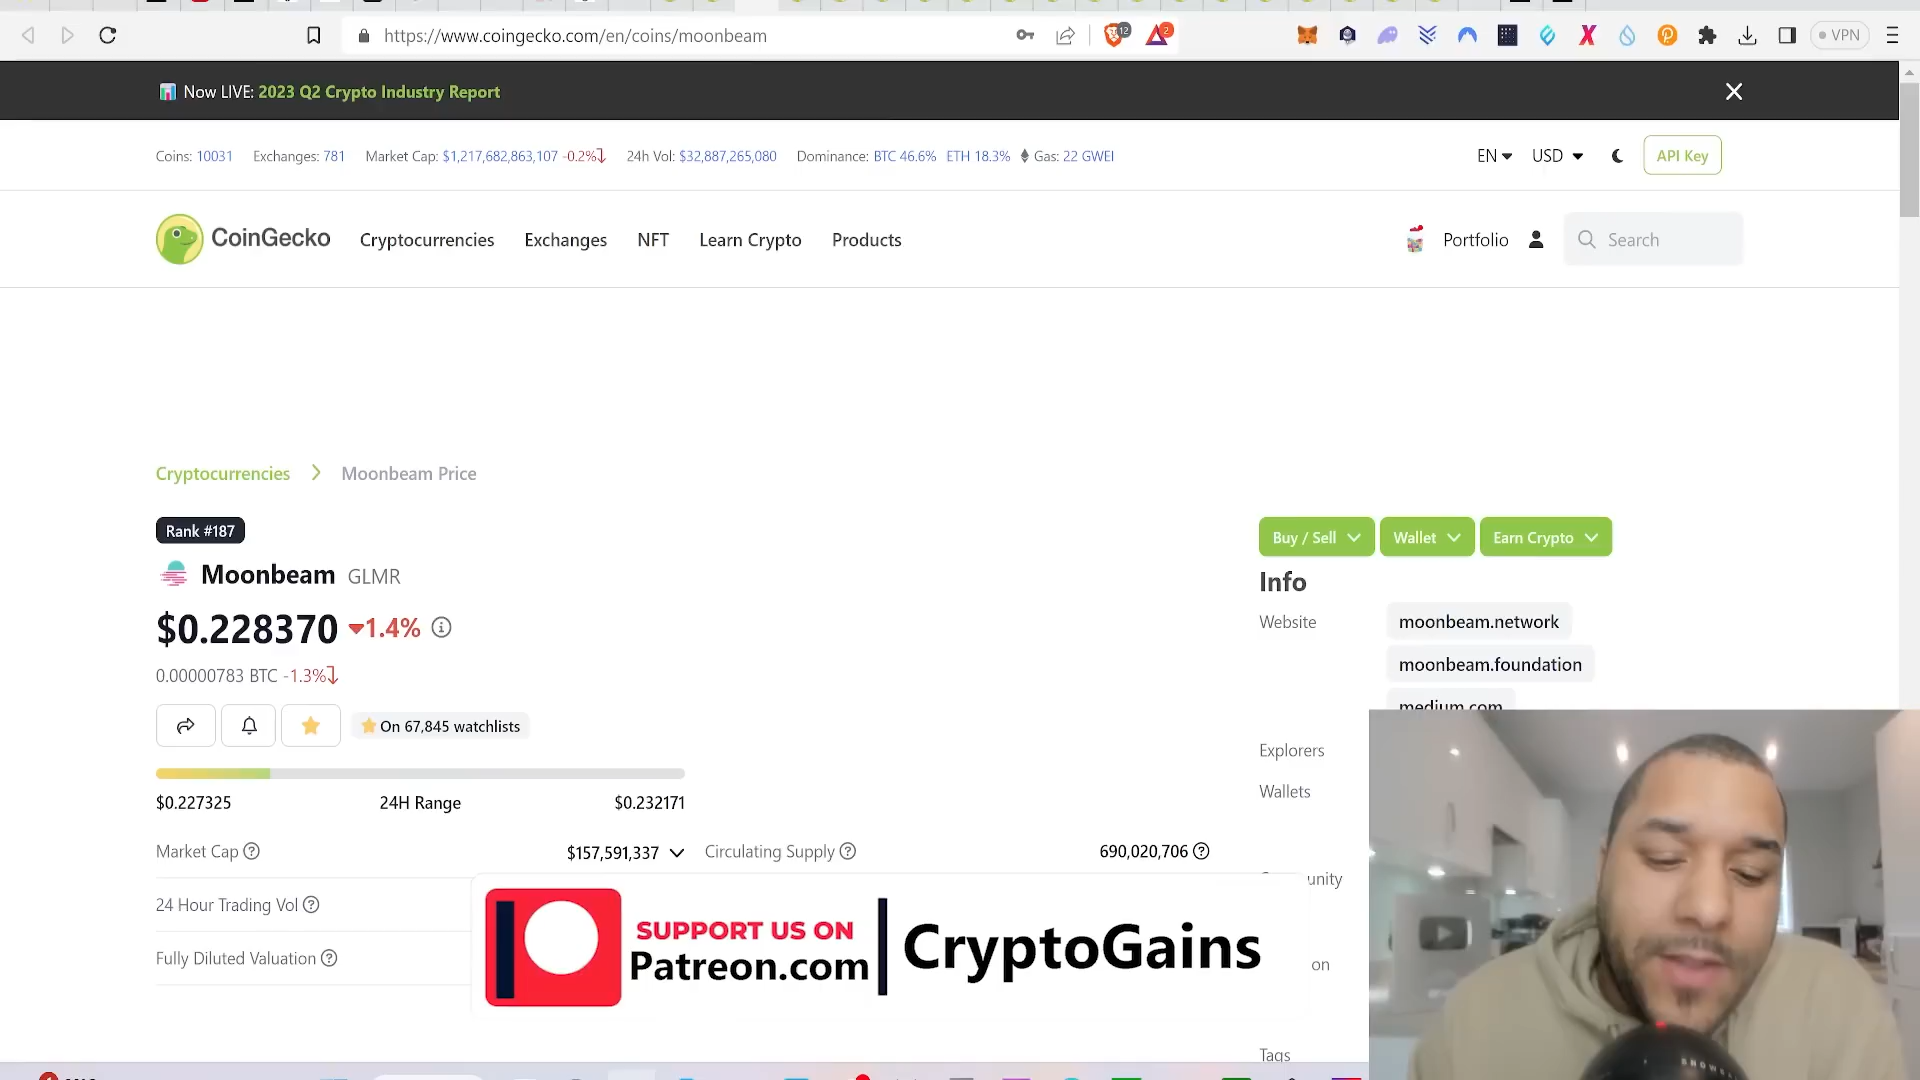 https://www.coingecko.com/en/coins/moonbeam
12
2
VPN
Now LIVE: 2023 Q2 Crypto Industry Report
Coins: 10031 Exchanges: 781 Market Cap: $1,217,682,863,107 -0.2% 24h Vol: $32,887,265,080 Dominance: BTC 46.6% ETH 18.3% Gas: 22 GWEI
EN USD API Key
CoinGecko Cryptocurrencies Exchanges NFT Learn Crypto Products Portfolio Search
Cryptocurrencies > Moonbeam Price
Rank #187
Moonbeam GLMR
$0.228370 1.4%
0.00000783 BTC -1.3%
On 67,845 watchlists
$0.227325 24H Range $0.232171
Market Cap $157,591,337
Circulating Supply 690,020,706
24 Hour Trading Vol
Fully Diluted Valuation
Buy / Sell Wallet Earn Crypto
Info
Website moonbeam.network
moonbeam.foundation
medium.com
Explorers
Wallets
unity
on
Tags
SUPPORT US ON
Patreon.com
CryptoGains